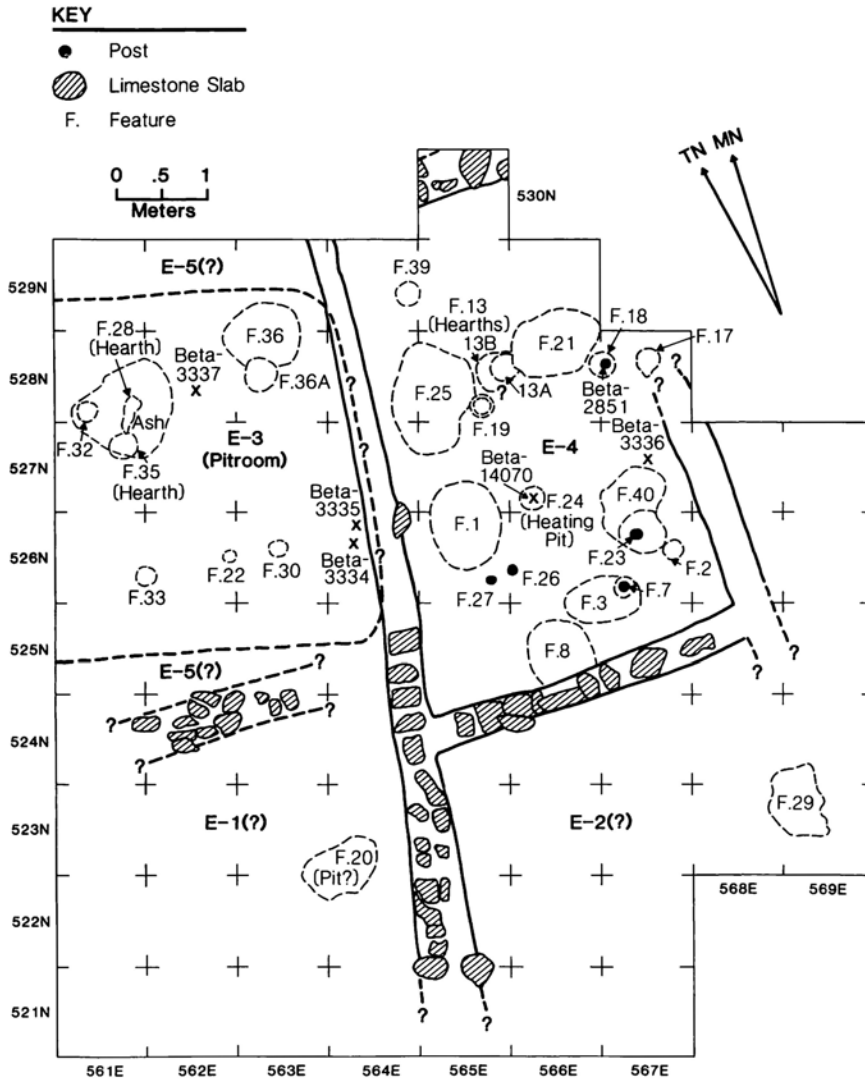 KEY
Post
Limestone Slab
F. Feature
0 .5 1
Meters
TN MN
530N
E-5(?)
529N
F.39
F.28
(Hearth)
F.36
F.13
(Hearths)
13B
F.21
F.18
F.17
Beta-
3337
F.36A
?
?
528N
F.25
?
13A
Beta-
2851
Ash
F.32
F.19
E-3
(Pitroom)
?
E-4
Beta-
3336
527N
F.35
(Hearth)
Beta-
14070
F.24
(Heating
Pit)
F.40
Beta-
3335
F.1
526N
Beta-
3334
?
F.23
F.2
F.33
F.22
F.30
F.27
F.26
F.3
F.7
525N
F.8
E-5(?)
?
?
?
?
?
524N
?
E-1(?)
E-2(?)
F.29
523N
F.20
(Pit?)
568E 569E
522N
521N
?
?
561E 562E 563E 564E 565E 566E 567E